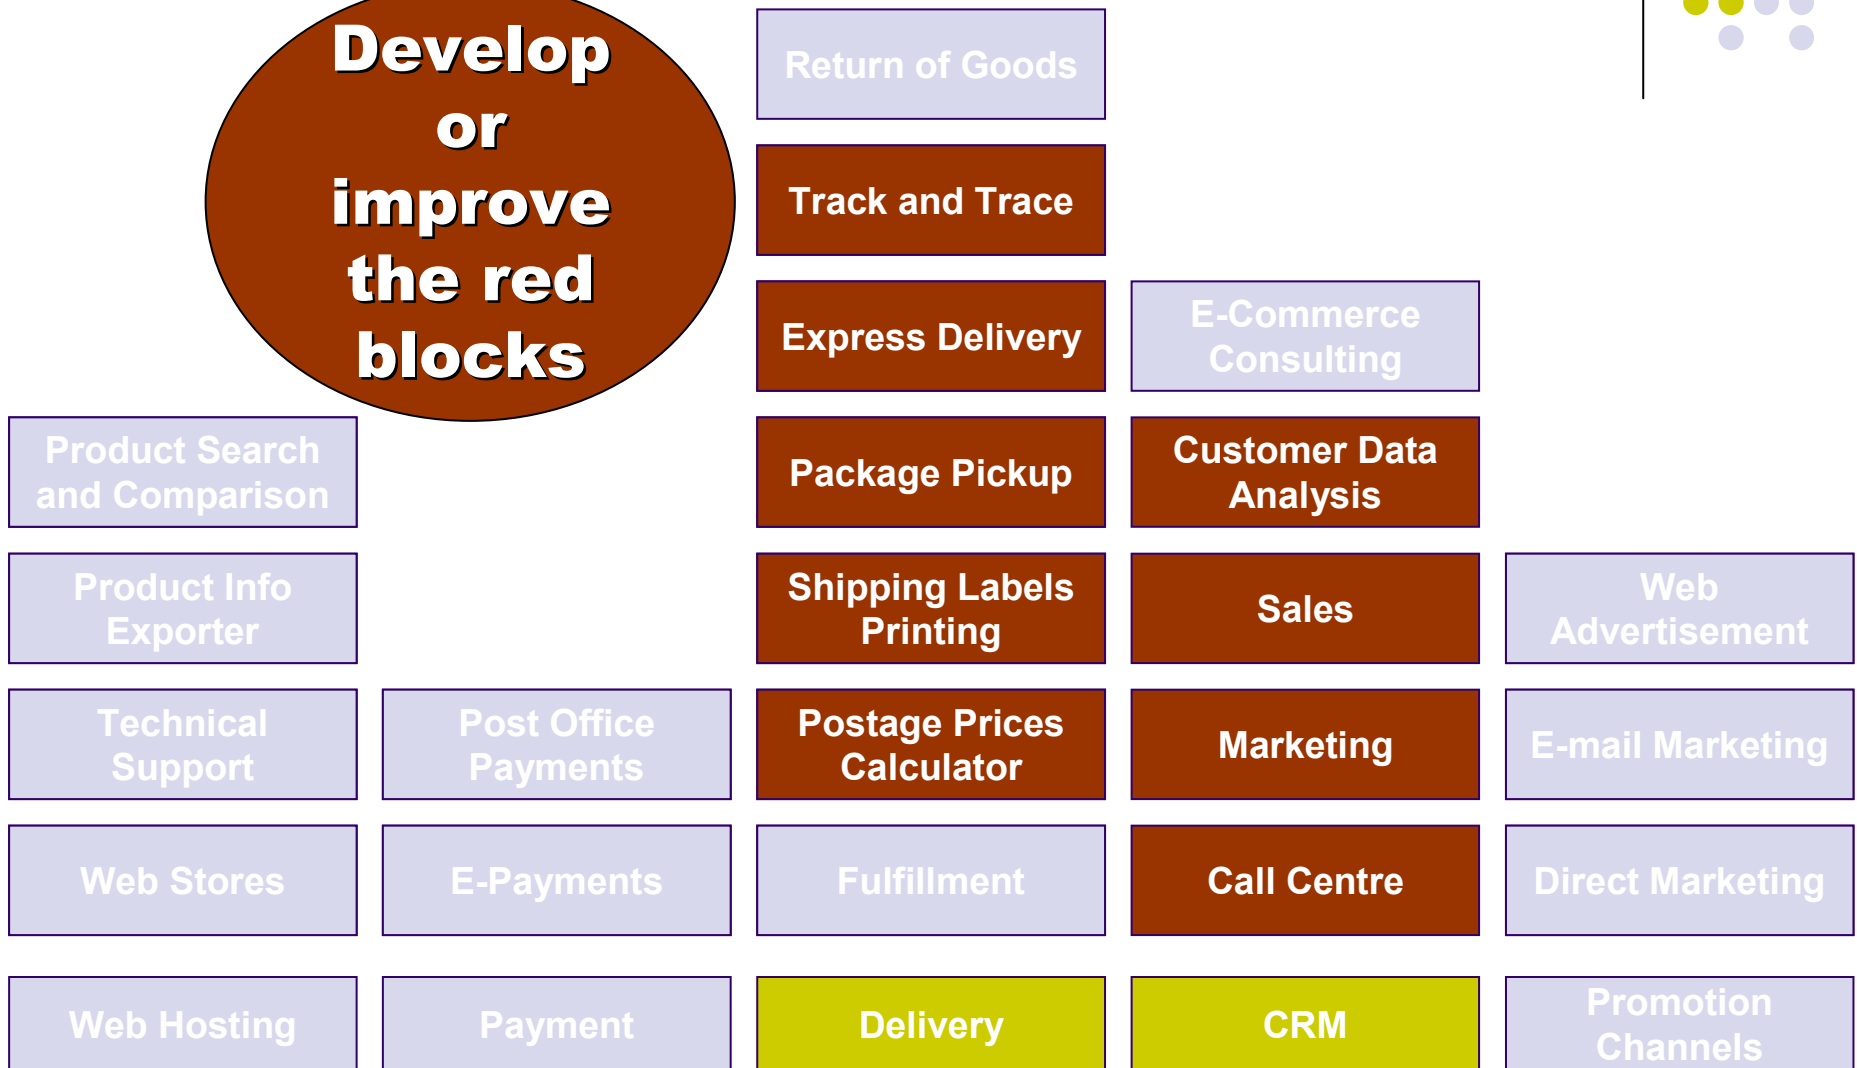 Develop
or
improve
the red
blocks
Return of Goods
Track and Trace
Express Delivery
E-Commerce
Consulting
Product Search
and Comparison
Package Pickup
Customer Data
Analysis
Product Info
Exporter
Shipping Labels
Printing
Sales
Web
Advertisement
Technical
Support
Post Office
Payments
Postage Prices
Calculator
Marketing
E-mail Marketing
Web Stores
E-Payments
Fulfillment
Call Centre
Direct Marketing
Web Hosting
Payment
Delivery
CRM
Promotion
Channels